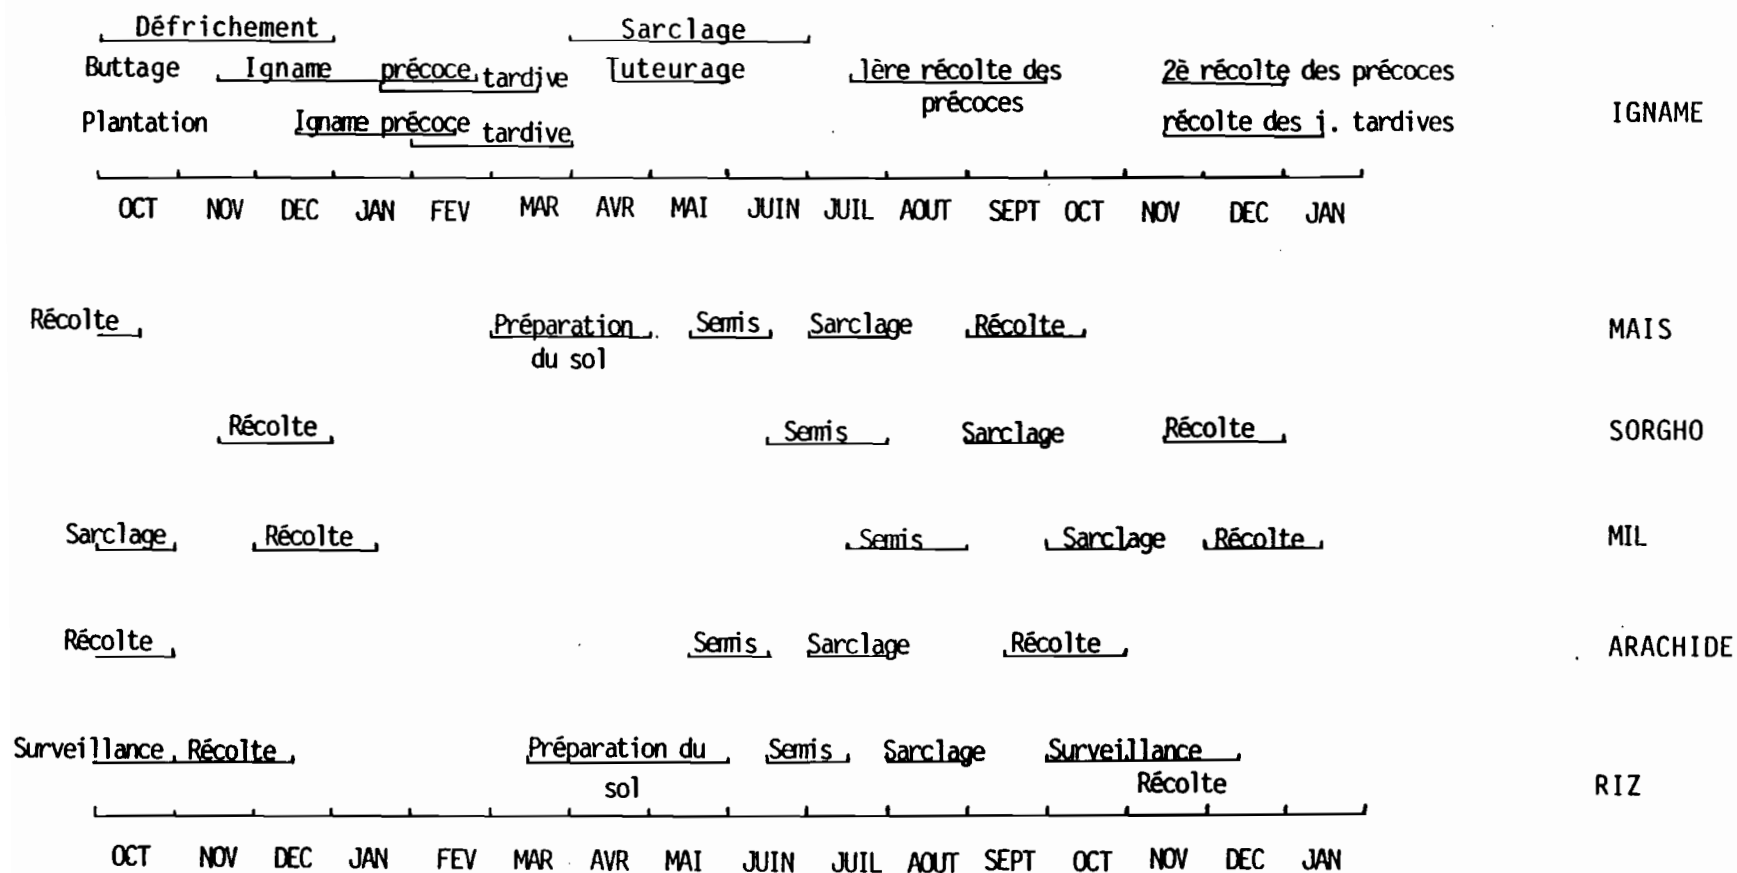 Défrichement Sarclage
Buttage Igname précoce tardive Tuteurage 1ère récolte des 2è récolte des précoces
précoces IGNAME
Plantation Igname précoce tardive récolte des i. tardives
OCT NOV DEC JAN FEV MAR AVR MAI JUIN JUIL AOUT SEPT OCT NOV DEC JAN
Récolte Préparation Semis Sarclage Récolte MAIS
du sol
Récolte Semis Sarclage Récolte SORGHO
Sarclage Récolte Semis Sarclage Récolte MIL
Récolte Semis Sarclage Récolte ARACHIDE
Surveillance Récolte Préparation du Semis Sarclage Surveillance
sol Récolte RIZ
OCT NOV DEC JAN FEV MAR AVR MAI JUIN JUIL AOUT SEPT OCT NOV DEC JAN